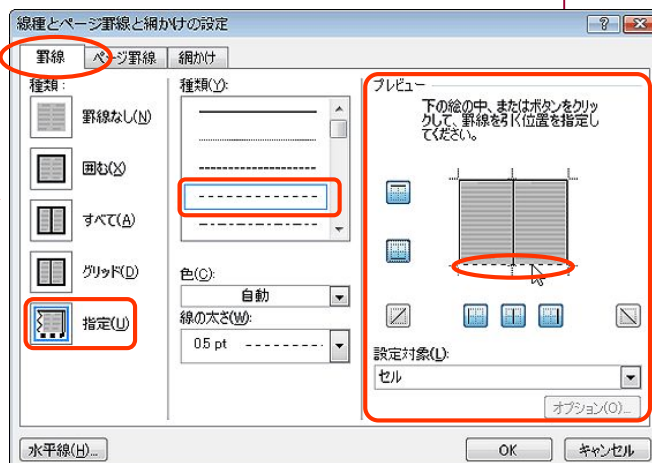 線種とページ罫線と網かけの設定
罫線
ページ罫線
網かけ
種類：
罫線なし(N)
囲む(X)
すべて(A)
グリッド(D)
指定(U)
種類(Y):
色(C):
自動
線の太さ(W):
0.5 pt
プレビュー
下の絵の中、またはボタンをクリッ
クして、罫線を引く位置を指定し
てください。
設定対象(L):
セル
オプション(O)...
水平線(H)...
OK
キャンセル